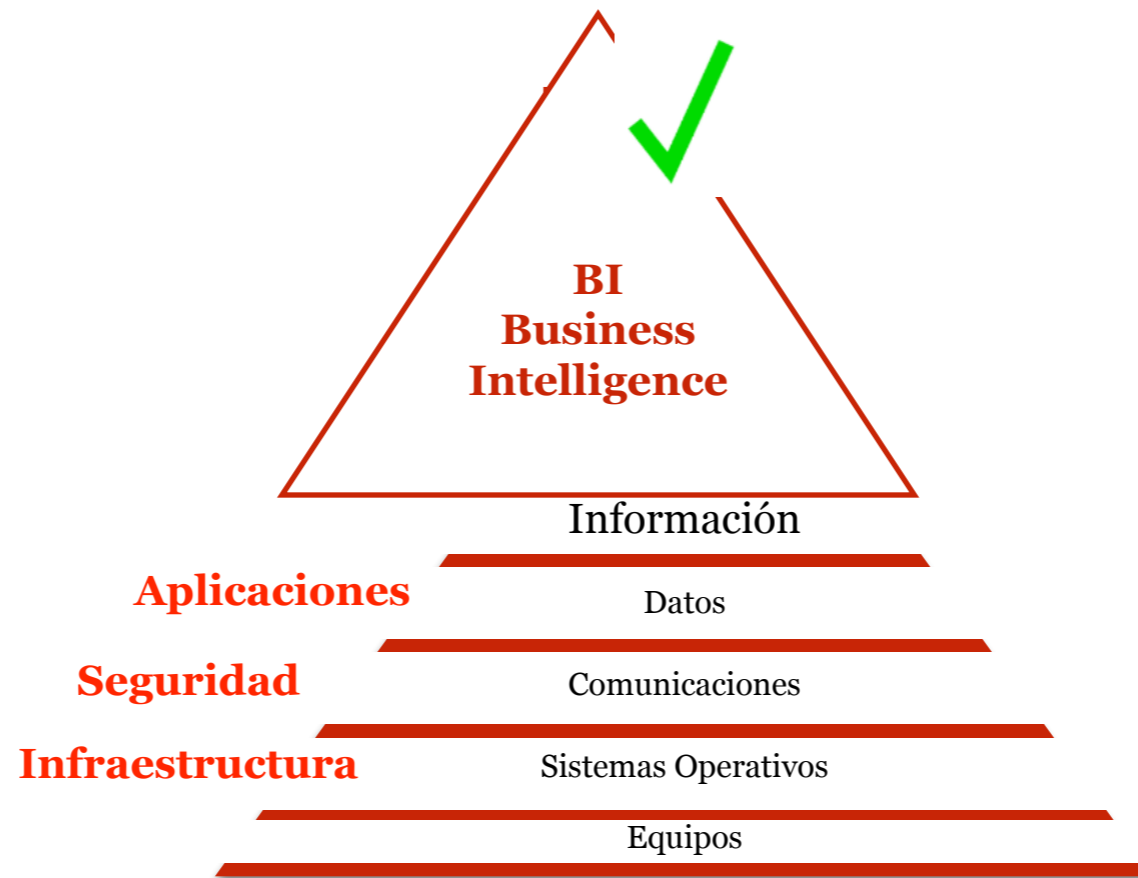 BI
Business
Intelligence
Información
Aplicaciones
Datos
Seguridad
Comunicaciones
Infraestructura
Sistemas Operativos
Equipos